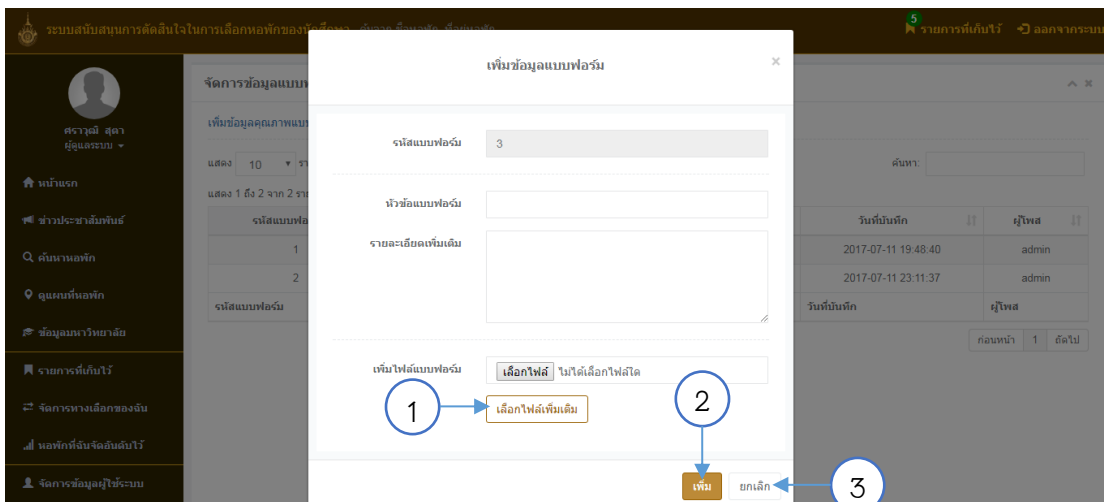 ระบบสนับสนุนการตัดสินใจในการเลือกหอพักของนักศึกษา
5
รายการที่เก็บไว้
ออกจากระบบ
ศราวุฒิ สุดา
ผู้ดูแลระบบ
หน้าแรก
ข่าวประชาสัมพันธ์
ค้นหาหอพัก
ดูแผนที่หอพัก
ข้อมูลมหาวิทยาลัย
รายการที่เก็บไว้
จัดการทางเลือกของฉัน
หอพักที่ฉันจัดอันดับไว้
จัดการข้อมูลผู้ใช้ระบบ
จัดการข้อมูลแบบ
เพิ่มข้อมูลคุณภาพแบ
แสดง 10
ค้นหา:
แสดง 1 ถึง 2 จาก 2
รหัสแบบฟอ วันที่บันทึก ผู้โพส
1 2017-07-11 19:48:40 admin
2 2017-07-11 23:11:37 admin
รหัสแบบฟอร์ม วันที่บันทึก ผู้โพส
ก่อนหน้า 1 ถัดไป
เพิ่มข้อมูลแบบฟอร์ม
×
รหัสแบบฟอร์ม 3
หัวข้อแบบฟอร์ม
รายละเอียดเพิ่มเติม
เพิ่มไฟล์แบบฟอร์ม เลือกไฟล์ ไม่ได้เลือกไฟล์ใด
1 เลือกไฟล์เพิ่มเติม 2
เพิ่ม ยกเลิก 3